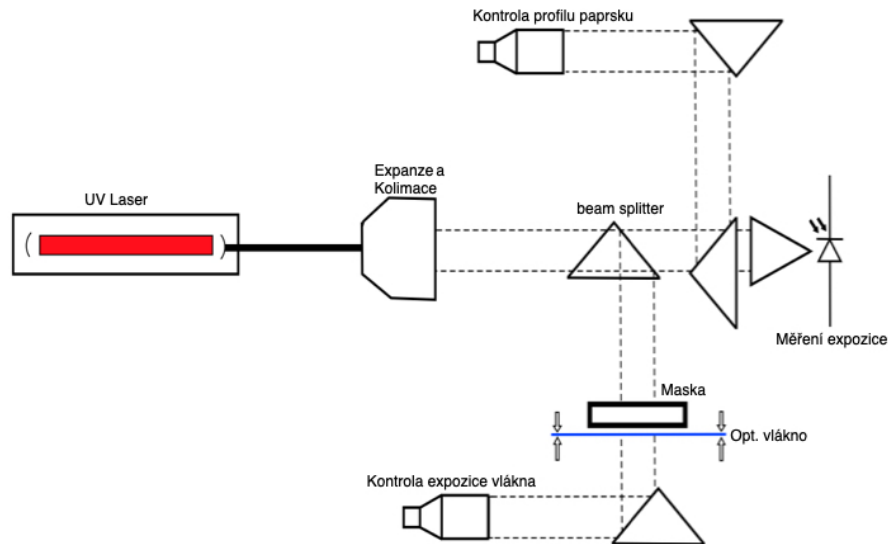 Kontrola profilu paprsku
Expanze a
Kolimace
UV Laser
beam splitter
Měření expozice
Maska
Opt. vlákno
Kontrola expozice vlákna